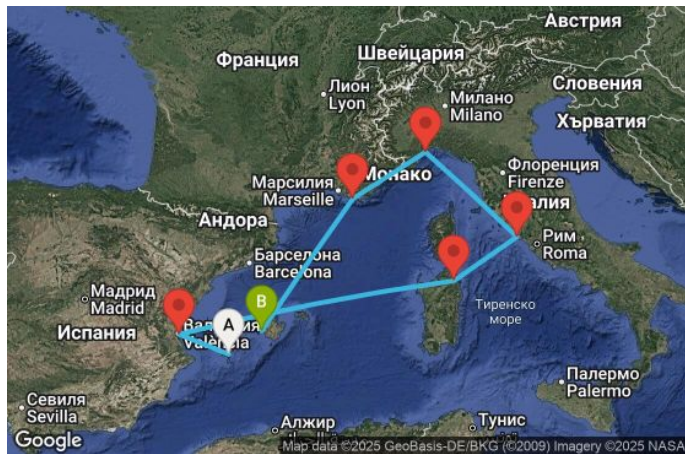 Австрия
Франция
Швейцария
Лион
Lyon
Милано
Milano
Словения
Хърватия
Монако
Марсилия
Marseille
Флоренция
Firenze
Андора
Рим
Roma
Барселона
Barcelona
B
Мадрид
Madrid
A
València
Испания
Тиренско
море
Палермо
Palermo
Севиля
Sevilla
Алжир
Тунис
Google
Map data ©2025 GeoBasis-DE/BKG (©2009) Imagery ©2025 NASA